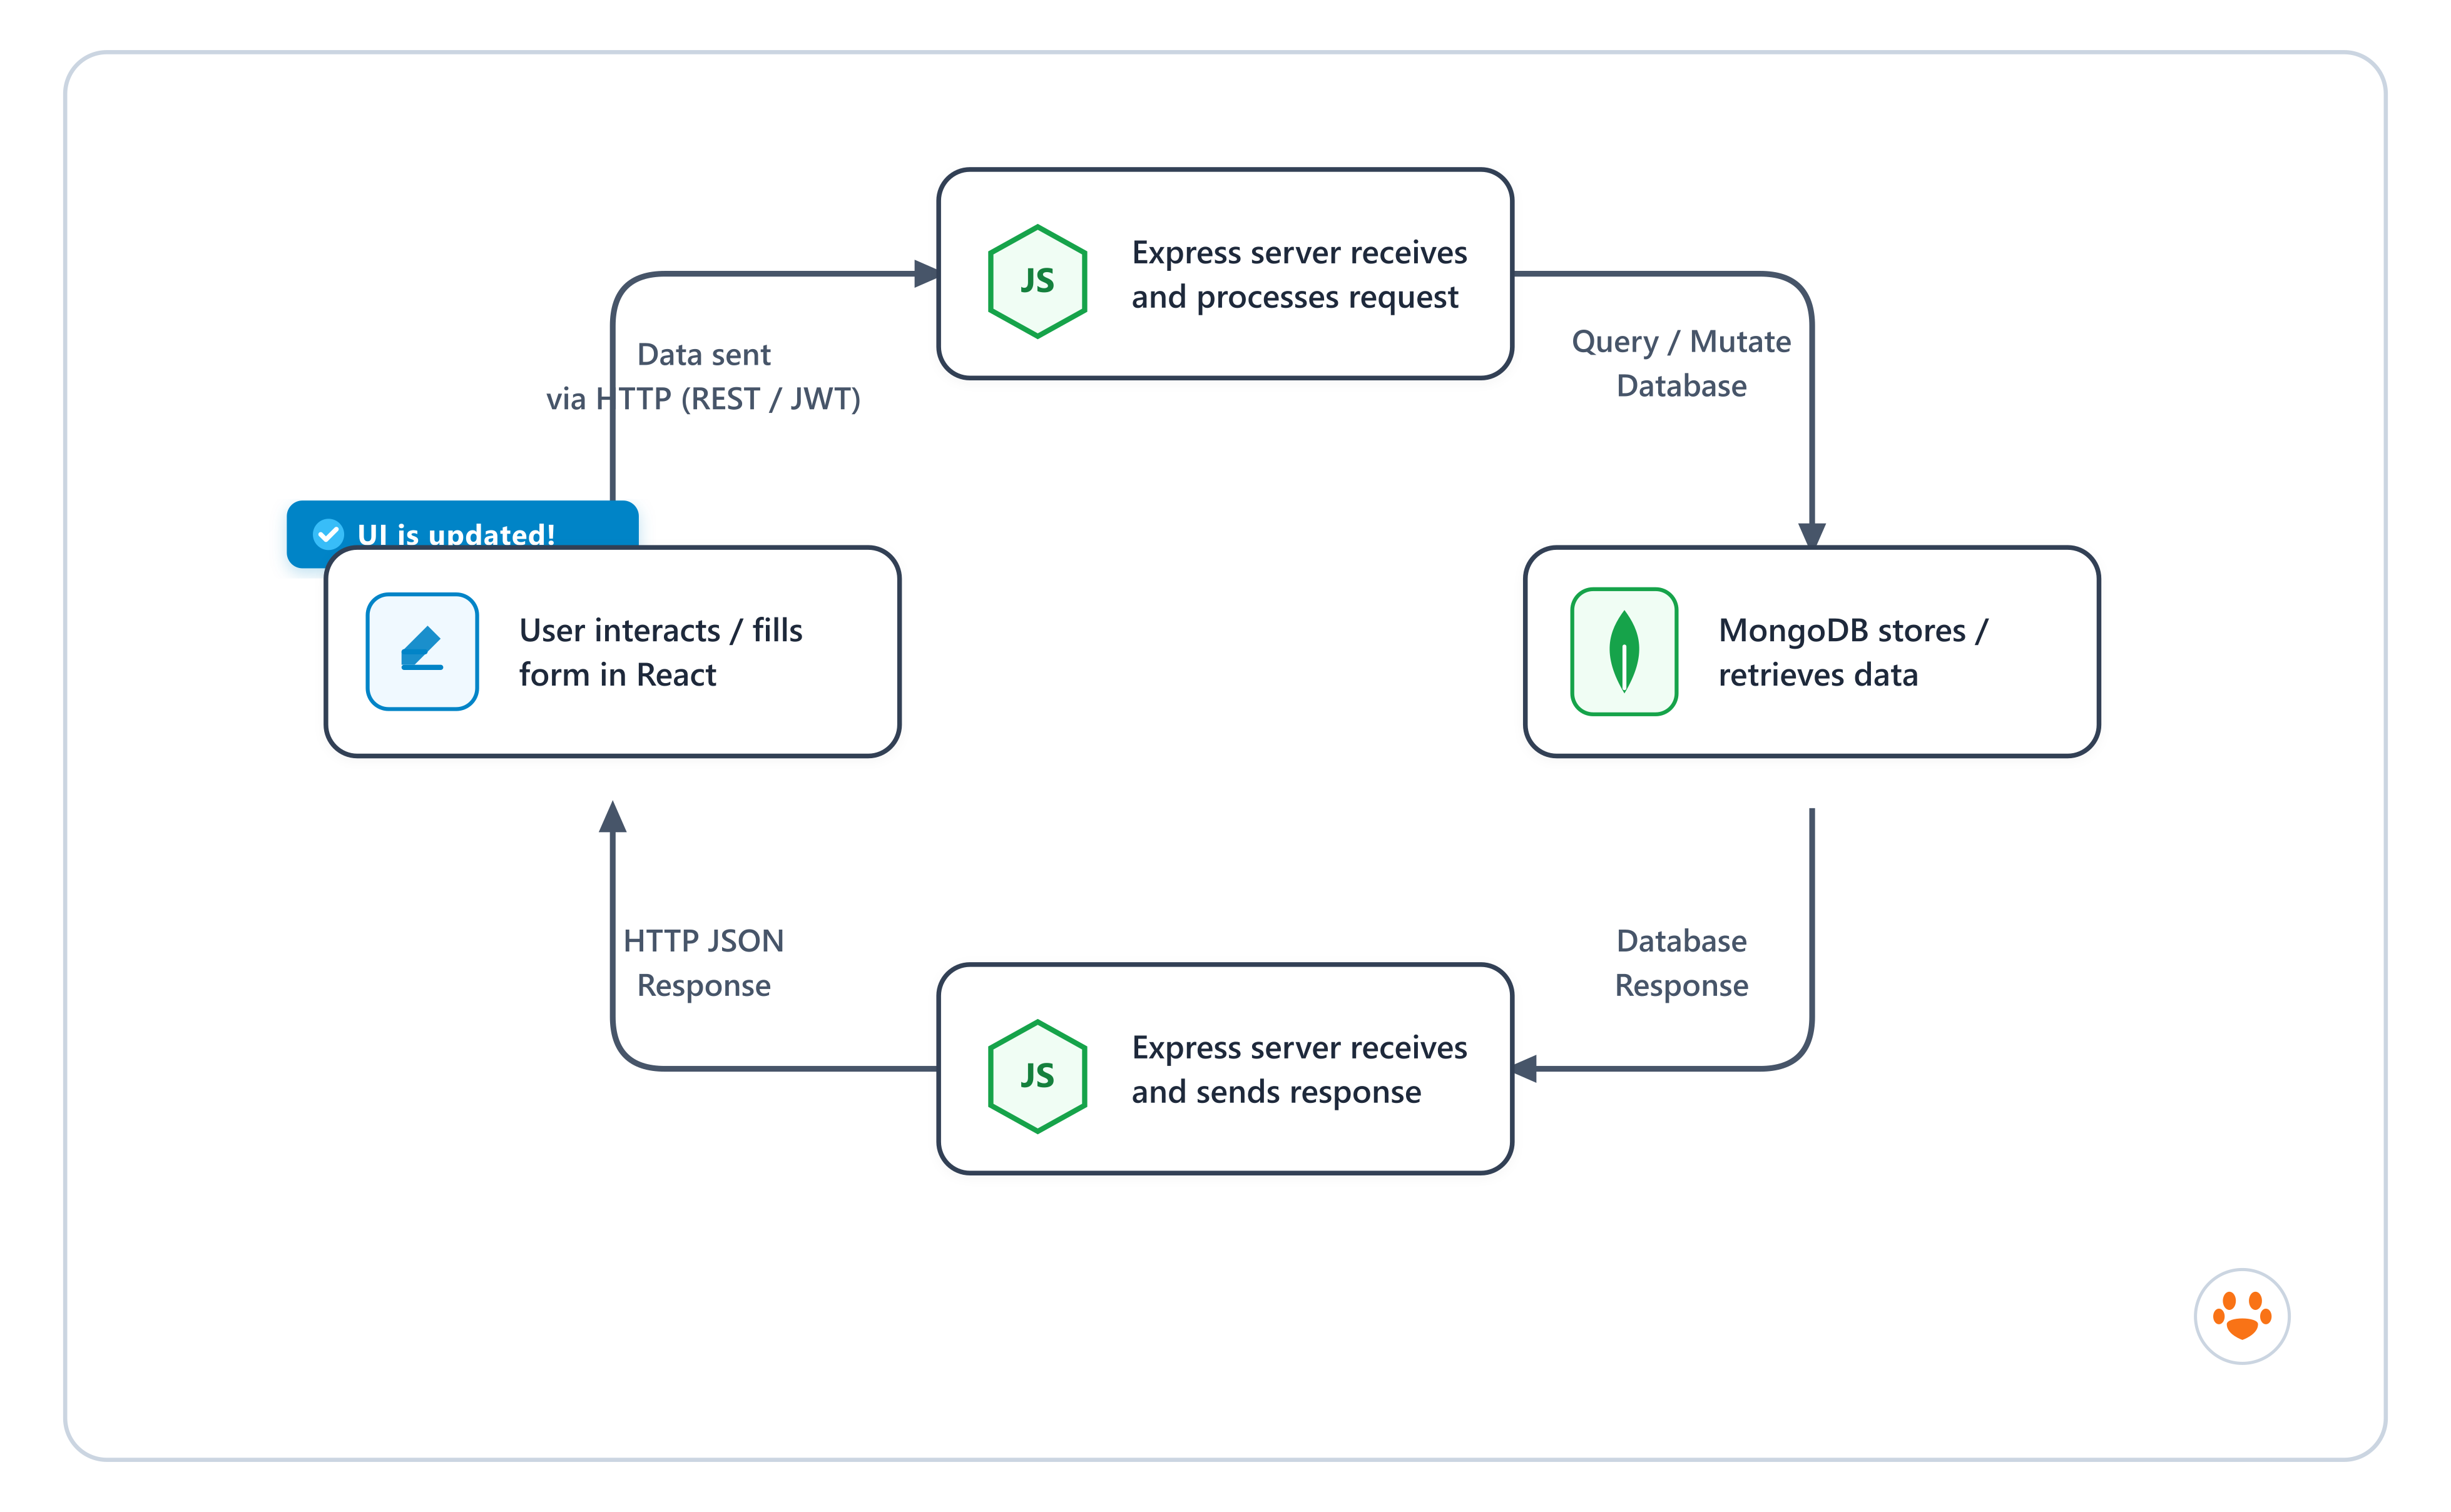 Express server receives
and processes request
Data sent
via HTTP (REST / JWT)
Query / Mutate
Database
UI is updated!
User interacts / fills
form in React
MongoDB stores /
retrieves data
HTTP JSON
Response
Database
Response
Express server receives
and sends response
JS
JS